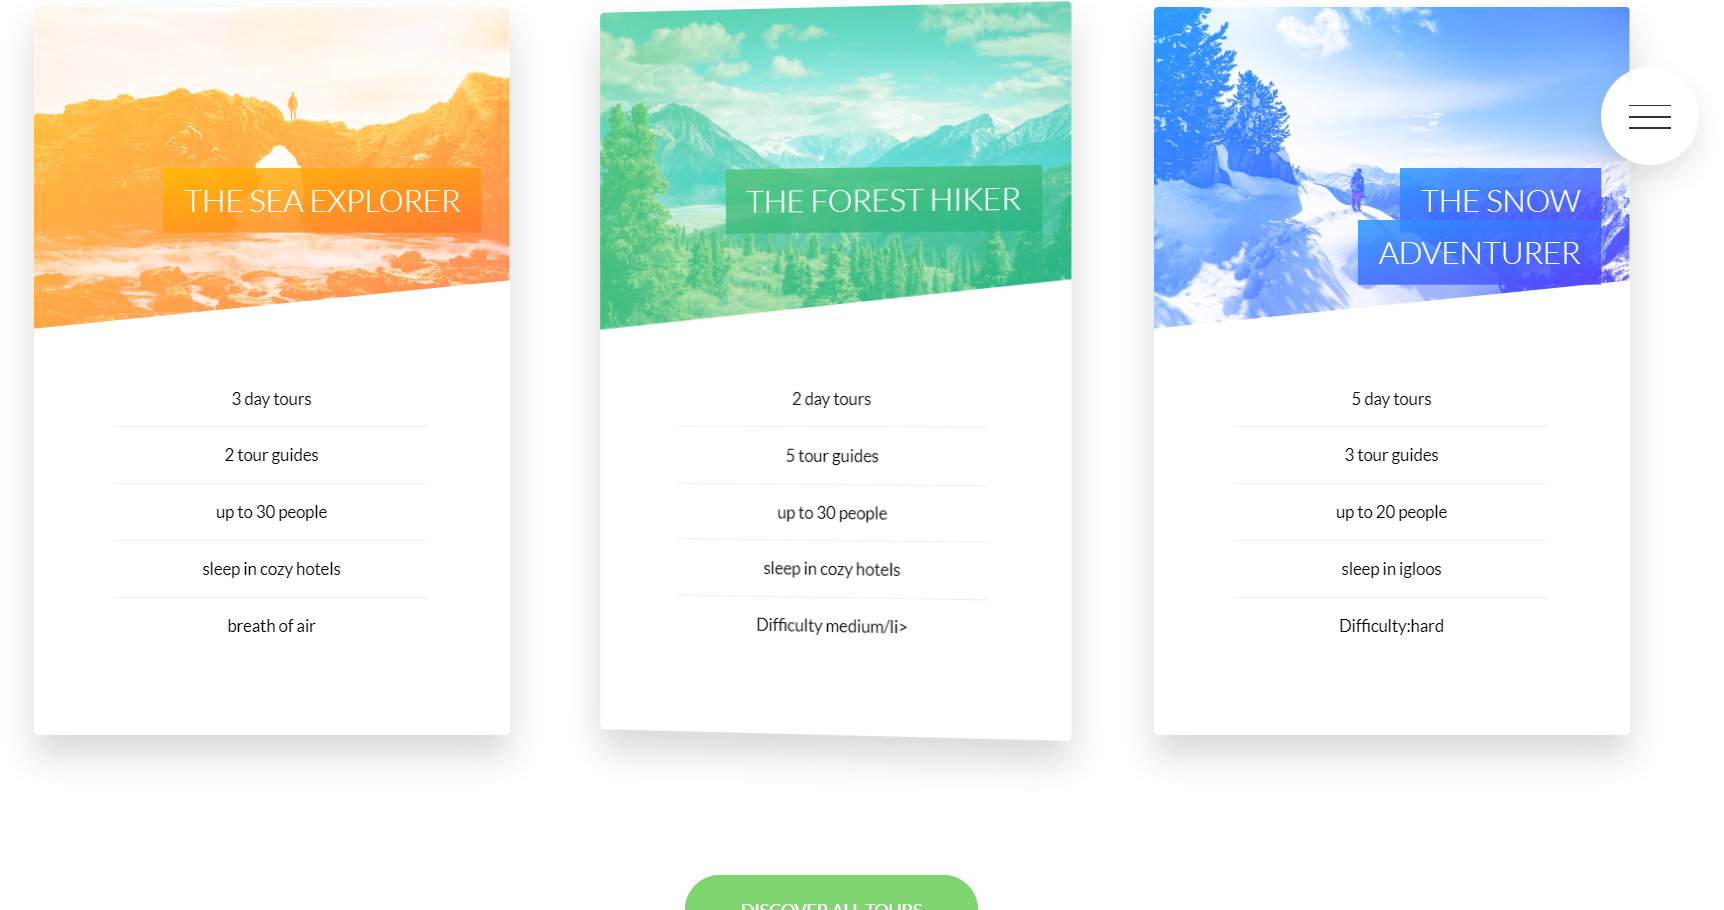 THE SEA EXPLORER
3 day tours
2 tour guides
up to 30 people
sleep in cozy hotels
breath of air
THE FOREST HIKER
2 day tours
5 tour guides
up to 30 people
sleep in cozy hotels
Difficulty medium/li>
THE SNOW
ADVENTURER
5 day tours
3 tour guides
up to 20 people
sleep in igloos
Difficulty:hard
DISCOVER ALL TOURS